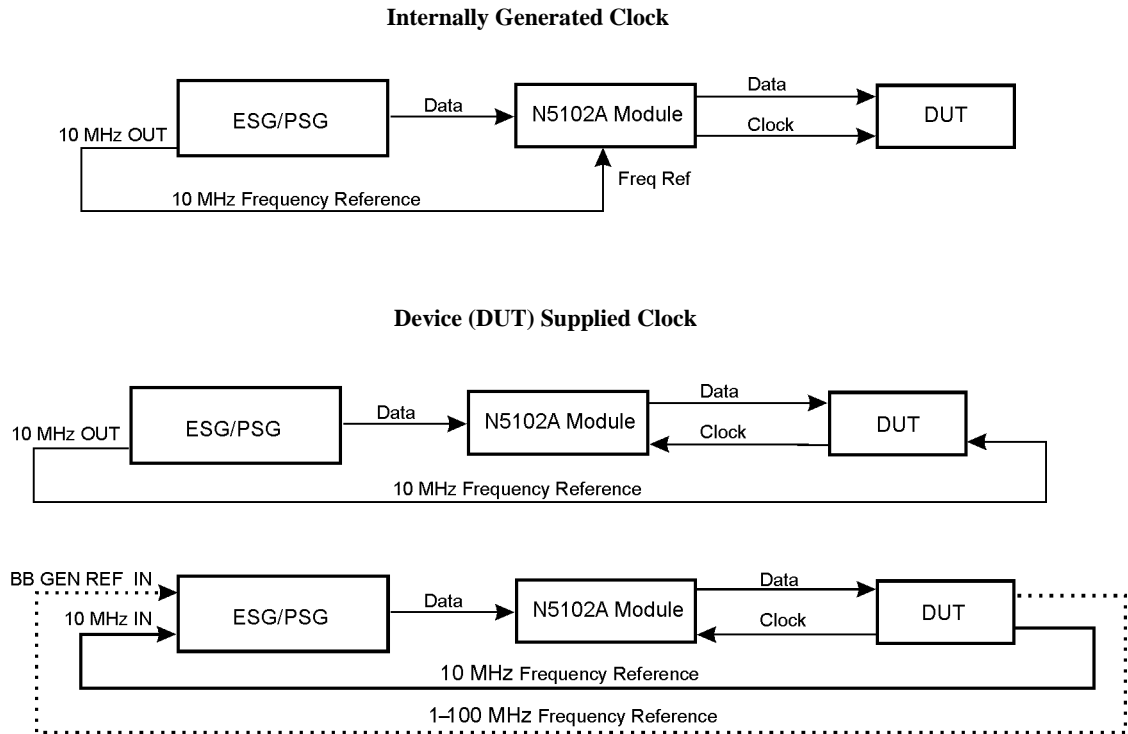 Internally Generated Clock
ESG/PSG
Data
N5102A Module
Data
Clock
DUT
10 MHz OUT
Freq Ref
10 MHz Frequency Reference
Device (DUT) Supplied Clock
ESG/PSG
Data
N5102A Module
Data
Clock
DUT
10 MHz OUT
10 MHz Frequency Reference
BB GEN REF IN
10 MHz IN
ESG/PSG
Data
N5102A Module
Data
Clock
DUT
10 MHz Frequency Reference
1–100 MHz Frequency Reference